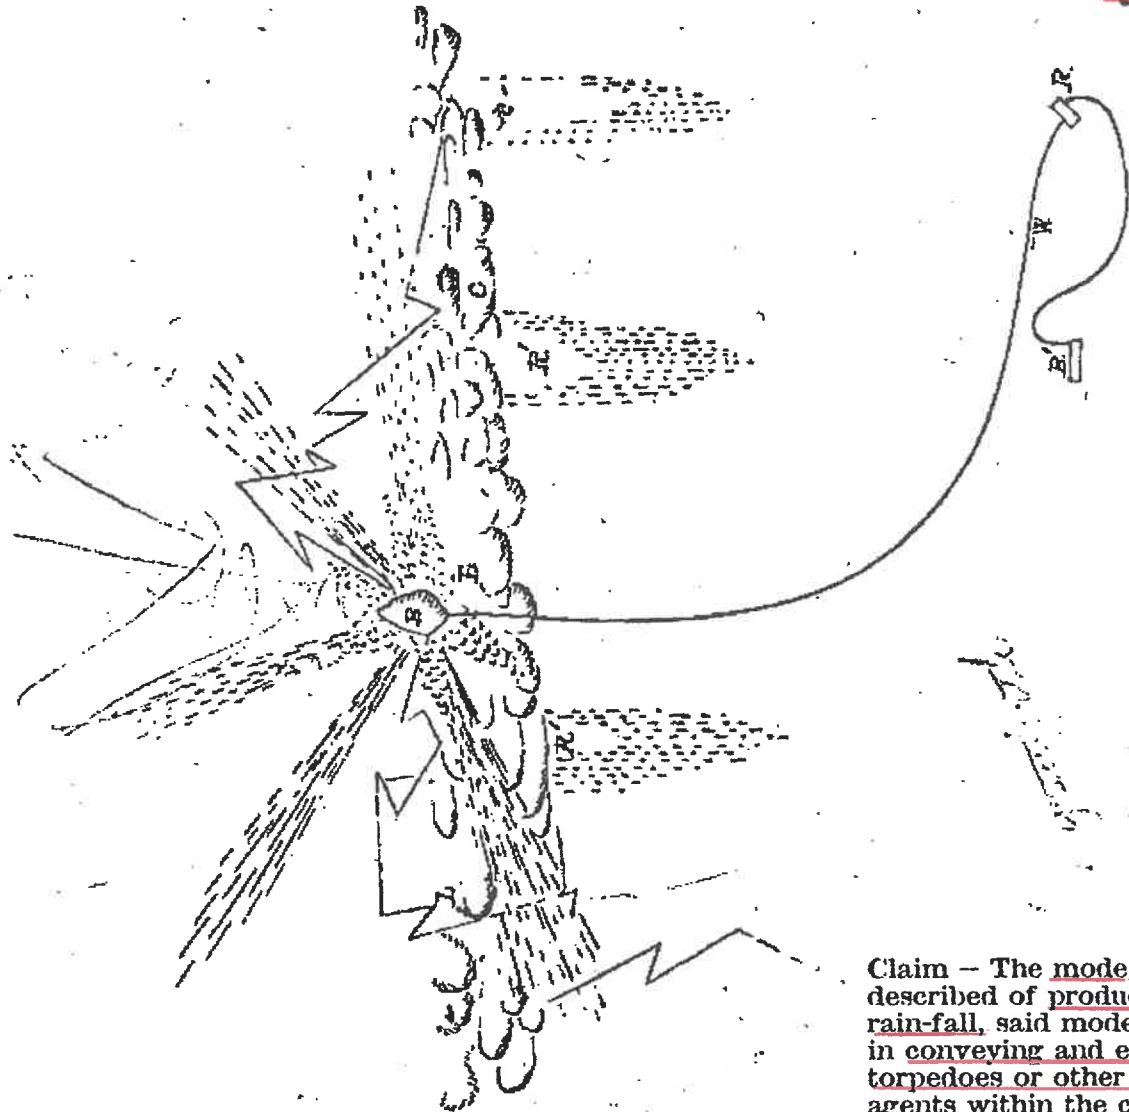 R
W
C
R'
B
R'
Claim – The mode
described of produc
rain-fall, said mode
in conveying and e
torpedoes or other
agents within the c